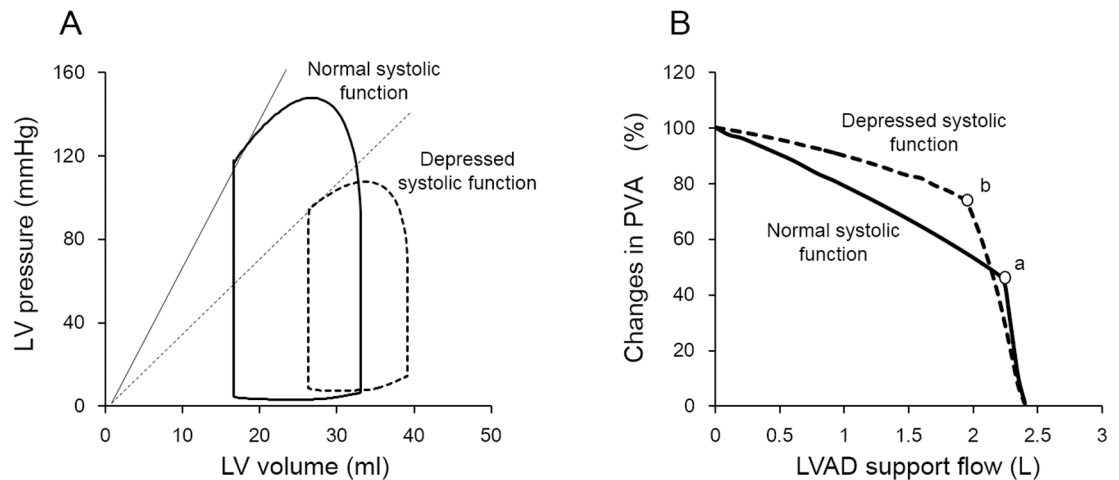 A
LV pressure (mmHg)
160
120
80
40
0
0
10
20
30
40
50
LV volume (ml)
Normal systolic
function
Depressed
systolic function
B
Changes in PVA (%)
120
100
80
60
40
20
0
0
0.5
1
1.5
2
2.5
3
LVAD support flow (L)
Depressed systolic
function
b
Normal systolic
function
a